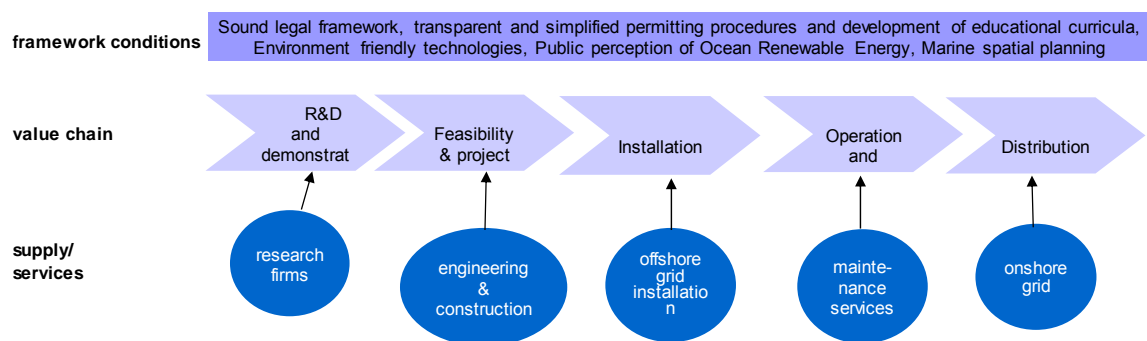 framework conditions
Sound legal framework, transparent and simplified permitting procedures and development of educational curricula,
Environment friendly technologies, Public perception of Ocean Renewable Energy, Marine spatial planning
value chain
R&D
and
demonstrat
Feasibility
& project
Installation
Operation
and
Distribution
supply/
services
research
firms
engineering
&
construction
offshore
grid
installatio
n
mainte-
nance
services
onshore
grid